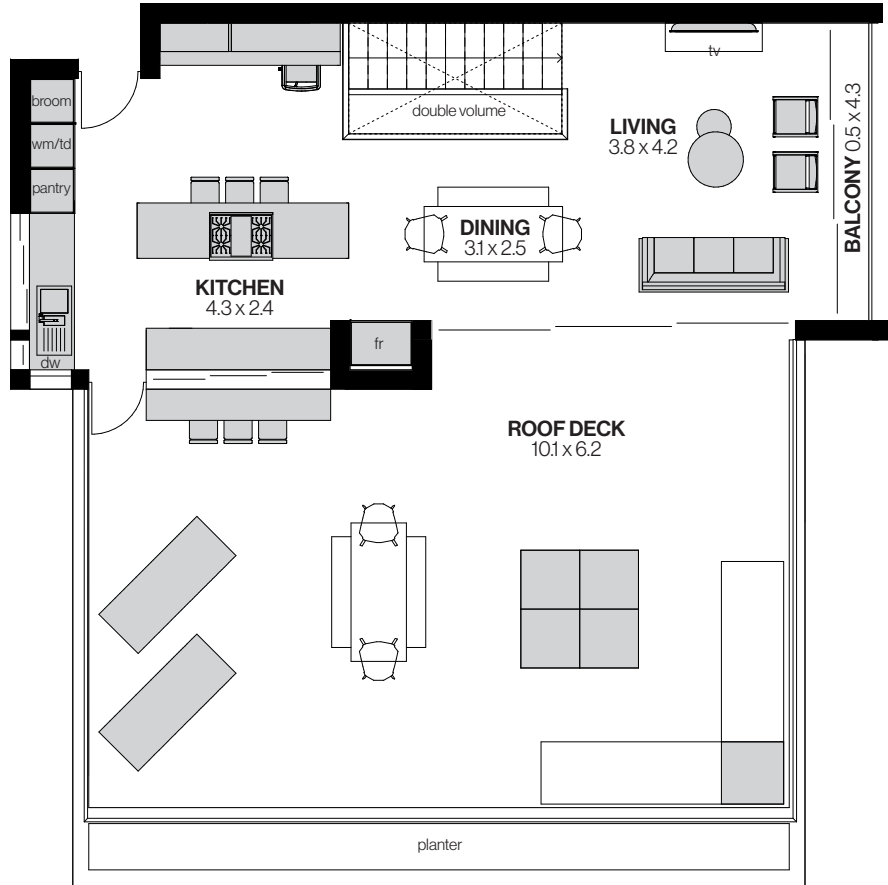 tv
broom
double volume
LIVING
3.8 x 4.2
wm/td
BALCONY 0.5 x 4.3
pantry
DINING
3.1 x 2.5
KITCHEN
4.3 x 2.4
fr
dw
ROOF DECK
10.1 x 6.2
planter